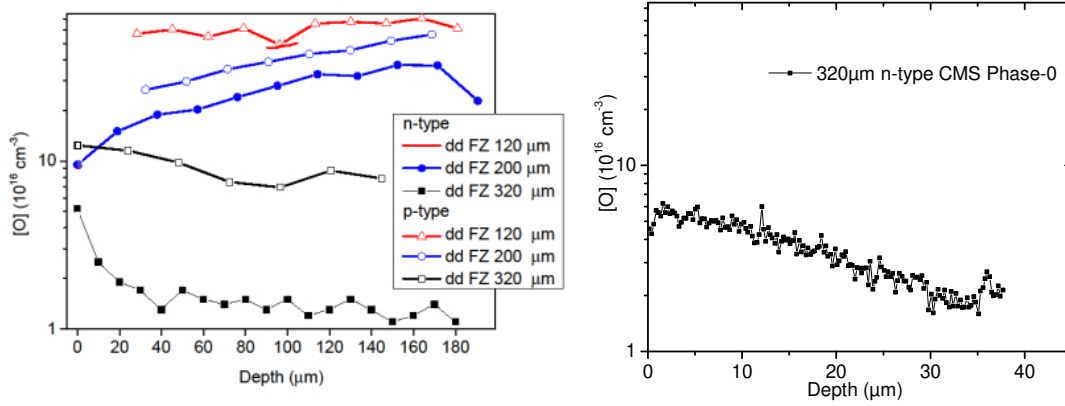 [O] (10^16 cm^-3)
10
1
n-type
dd FZ 120 μm
dd FZ 200 μm
dd FZ 320 μm
p-type
dd FZ 120 μm
dd FZ 200 μm
dd FZ 320 μm
0 20 40 60 80 100 120 140 160 180
Depth (μm)
[O] (10^16 cm^-3)
10
1
320μm n-type CMS Phase-0
0 10 20 30 40
Depth (μm)